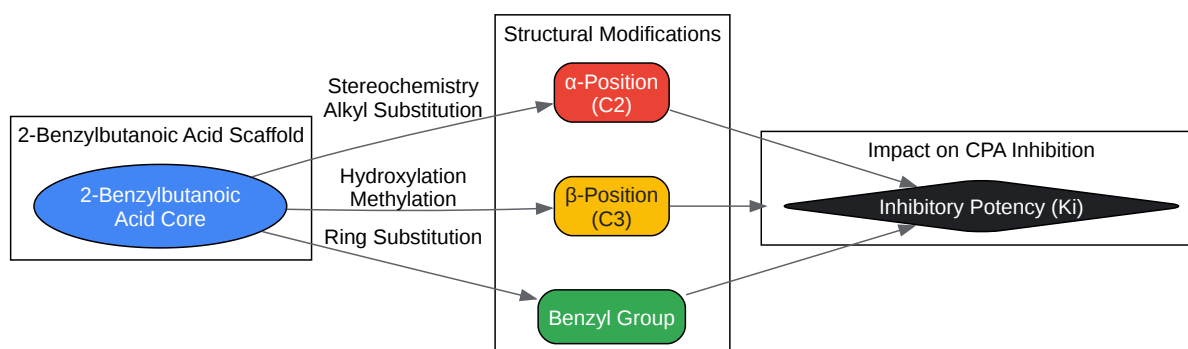 2-Benzylbutanoic Acid Scaffold
2-Benzylbutanoic
Acid Core
Stereochemistry
Alkyl Substitution
Hydroxylation
Methylation
Ring Substitution
Structural Modifications
α-Position
(C2)
β-Position
(C3)
Benzyl Group
Impact on CPA Inhibition
Inhibitory Potency (Ki)